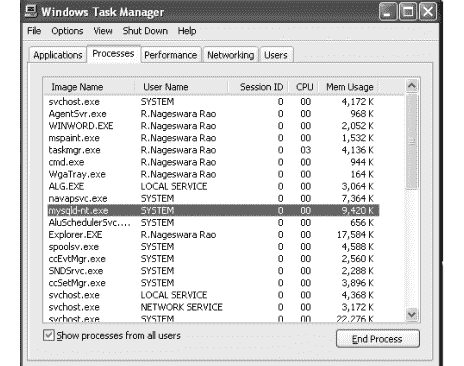 Windows Task Manager
File Options View Shut Down Help
Applications Processes Performance Networking Users
Image Name User Name Session ID CPU Mem Usage
svchost.exe SYSTEM 0 00 4,172 K
AgentSvr.exe R.Nageswara Rao 0 00 968 K
WINWORD.EXE R.Nageswara Rao 0 00 2,052 K
mspaint.exe R.Nageswara Rao 0 00 1,532 K
taskmgr.exe R.Nageswara Rao 0 03 4,136 K
cmd.exe R.Nageswara Rao 0 00 944 K
WgaTray.exe R.Nageswara Rao 0 00 164 K
ALG.EXE LOCAL SERVICE 0 00 3,064 K
navapsvc.exe SYSTEM 0 00 7,364 K
mysqld-nt.exe SYSTEM 0 00 9,420 K
AluSchedulerSvc.... SYSTEM 0 00 656 K
Explorer.EXE R.Nageswara Rao 0 00 17,584 K
spoolsv.exe SYSTEM 0 00 4,588 K
ccEvtMgr.exe SYSTEM 0 00 2,560 K
SNDSrvc.exe SYSTEM 0 00 2,288 K
ccSetMgr.exe SYSTEM 0 00 3,896 K
svchost.exe LOCAL SERVICE 0 00 4,368 K
svchost.exe NETWORK SERVICE 0 00 3,172 K
svchost.exe SYSTEM 0 00 22,276 K
Show processes from all users End Process